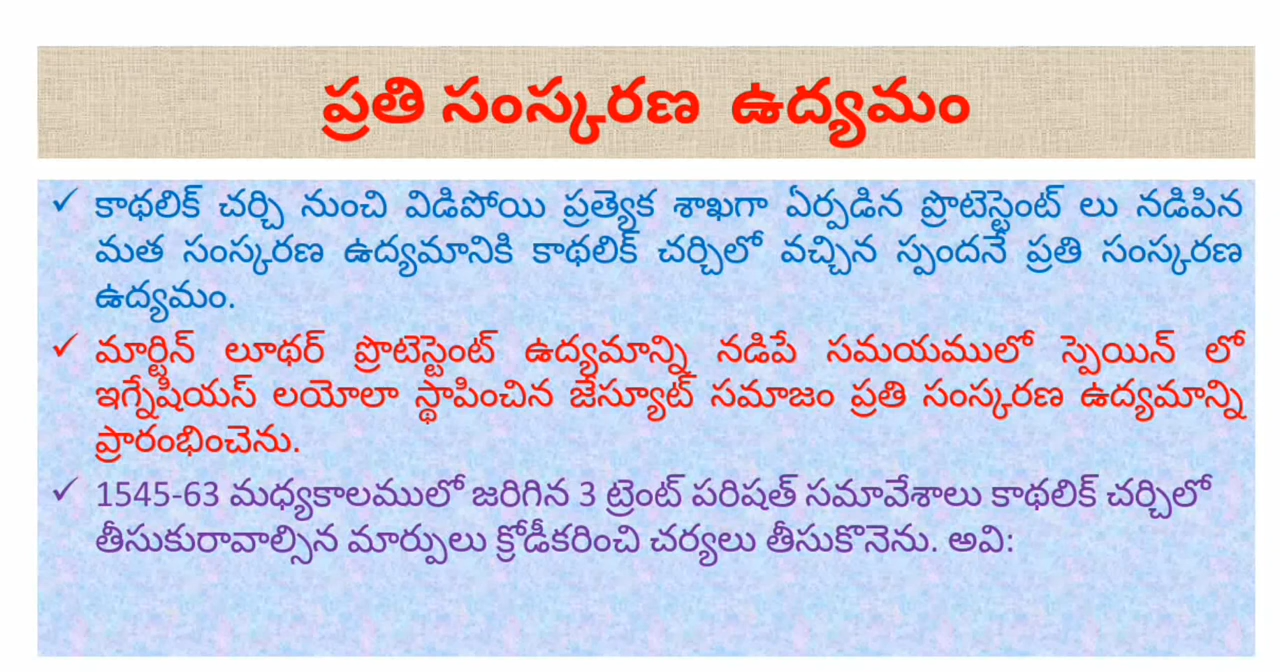 ప్రతి సంస్కరణ ఉద్యమం
✓ కాథలిక్ చర్చి నుంచి విడిపోయి ప్రత్యేక శాఖగా ఏర్పడిన ప్రొటెస్టెంట్ లు నడిపిన
మత సంస్కరణ ఉద్యమానికి కాథలిక్ చర్చిలో వచ్చిన స్పందనే ప్రతి సంస్కరణ
ఉద్యమం.
✓ మార్టిన్ లూథర్ ప్రొటెస్టెంట్ ఉద్యమాన్ని నడిపే సమయములో స్పెయిన్ లో
ఇగ్నేషియస్ లయోలా స్థాపించిన జేస్యూట్ సమాజం ప్రతి సంస్కరణ ఉద్యమాన్ని
ప్రారంభించెను.
✓ 1545-63 మధ్యకాలములో జరిగిన 3 ట్రెంట్ పరిషత్ సమావేశాలు కాథలిక్ చర్చిలో
తీసుకురావాల్సిన మార్పులు క్రోడీకరించి చర్యలు తీసుకొనెను. అవి: